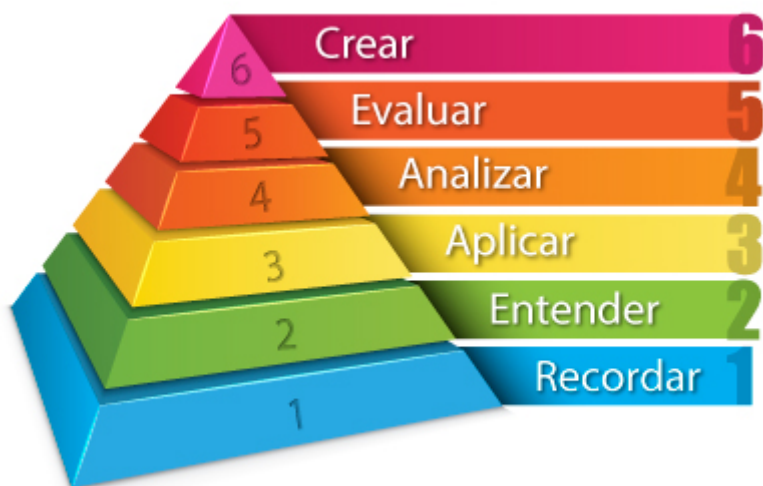 6 Crear 6
5 Evaluar 5
4 Analizar 4
3 Aplicar 3
2 Entender 2
1 Recordar 1